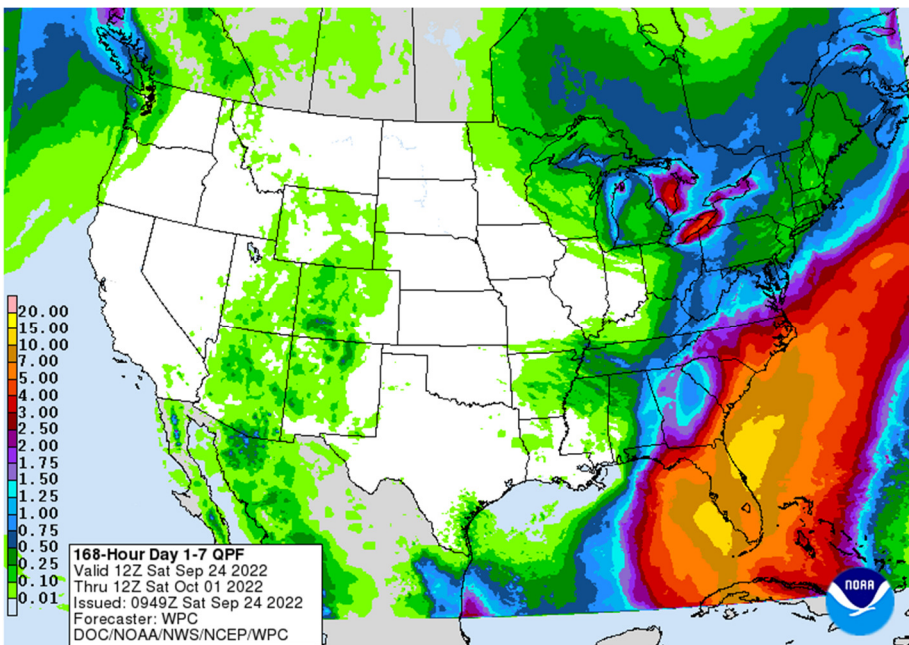 20.00
15.00
10.00
7.00
5.00
4.00
3.00
2.50
2.00
1.75
1.50
1.25
1.00
0.75
0.50
0.25
0.10
0.01
168-Hour Day 1-7 QPF
Valid 12Z Sat Sep 24 2022
Thru 12Z Sat Oct 01 2022
Issued: 0949Z Sat Sep 24 2022
Forecaster: WPC
DOC/NOAA/NWS/NCEP/WPC
NOAA